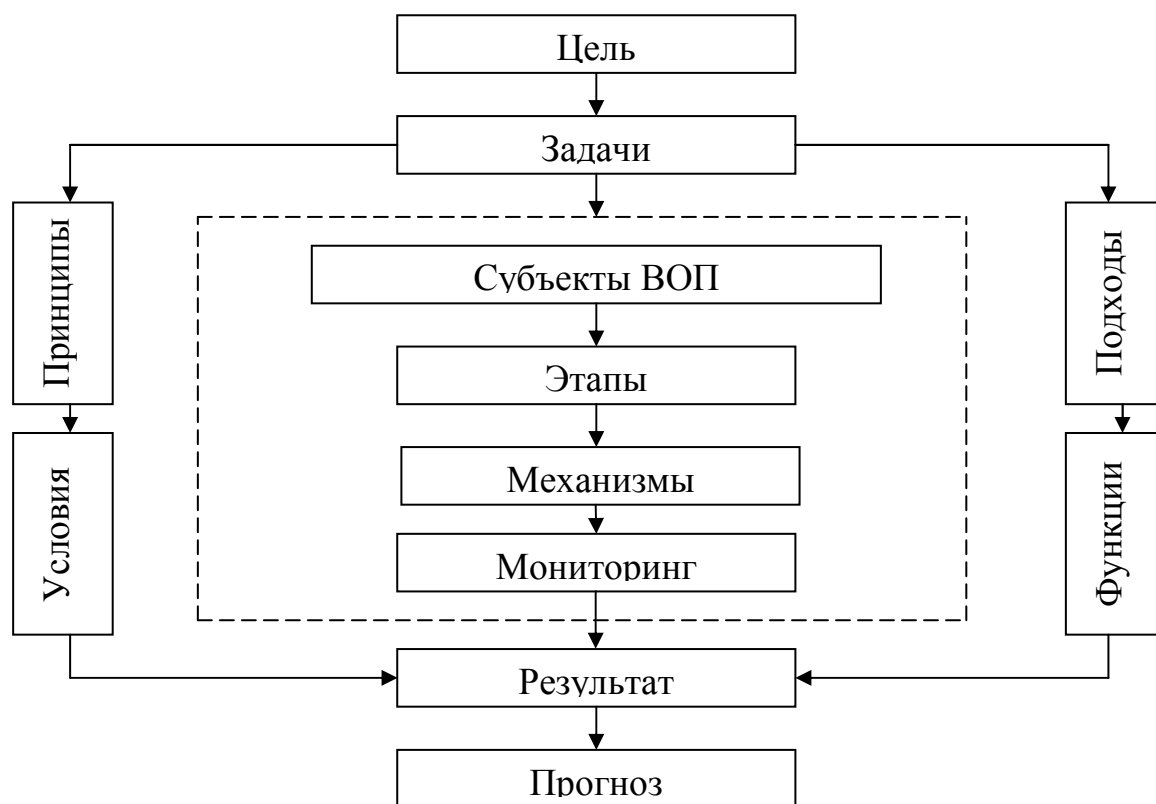 Цель
Задачи
Принципы
Подходы
Субъекты ВОП
Этапы
Механизмы
Условия
Функции
Мониторинг
Результат
Прогноз